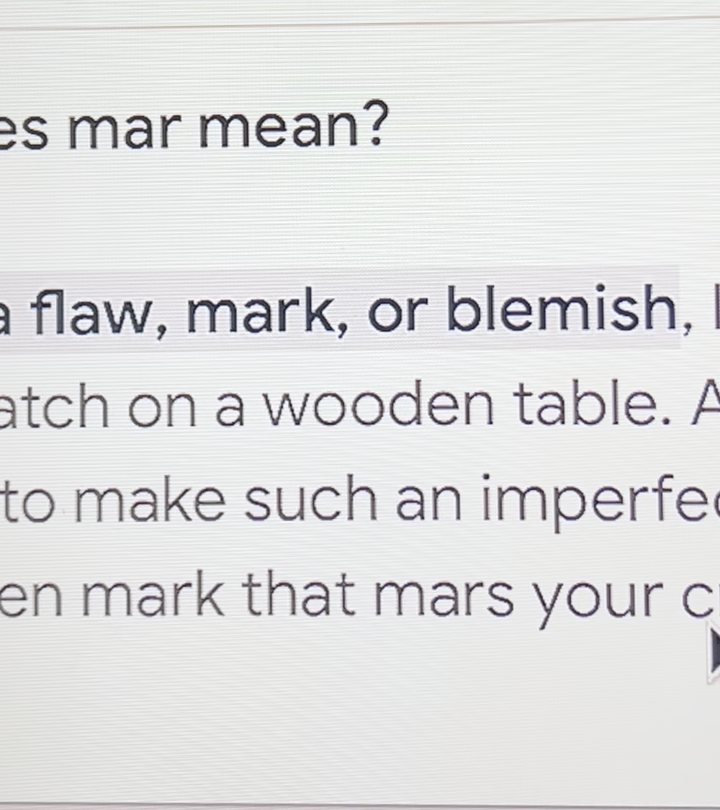 es mar mean?
a flaw, mark, or blemish,
atch on a wooden table. A
to make such an imperfec
en mark that mars your c